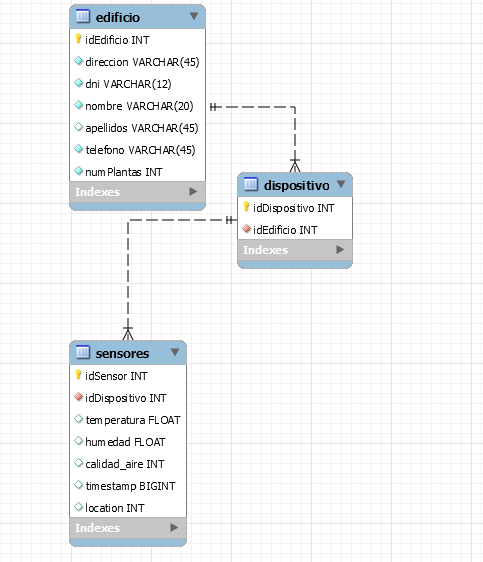 edificio
idEdificio INT
direccion VARCHAR(45)
dni VARCHAR(12)
nombre VARCHAR(20)
apellidos VARCHAR(45)
telefono VARCHAR(45)
numPlantas INT
Indexes
dispositivo
idDispositivo INT
idEdificio INT
Indexes
sensores
idSensor INT
idDispositivo INT
temperatura FLOAT
humedad FLOAT
calidad_aire INT
timestamp BIGINT
location INT
Indexes